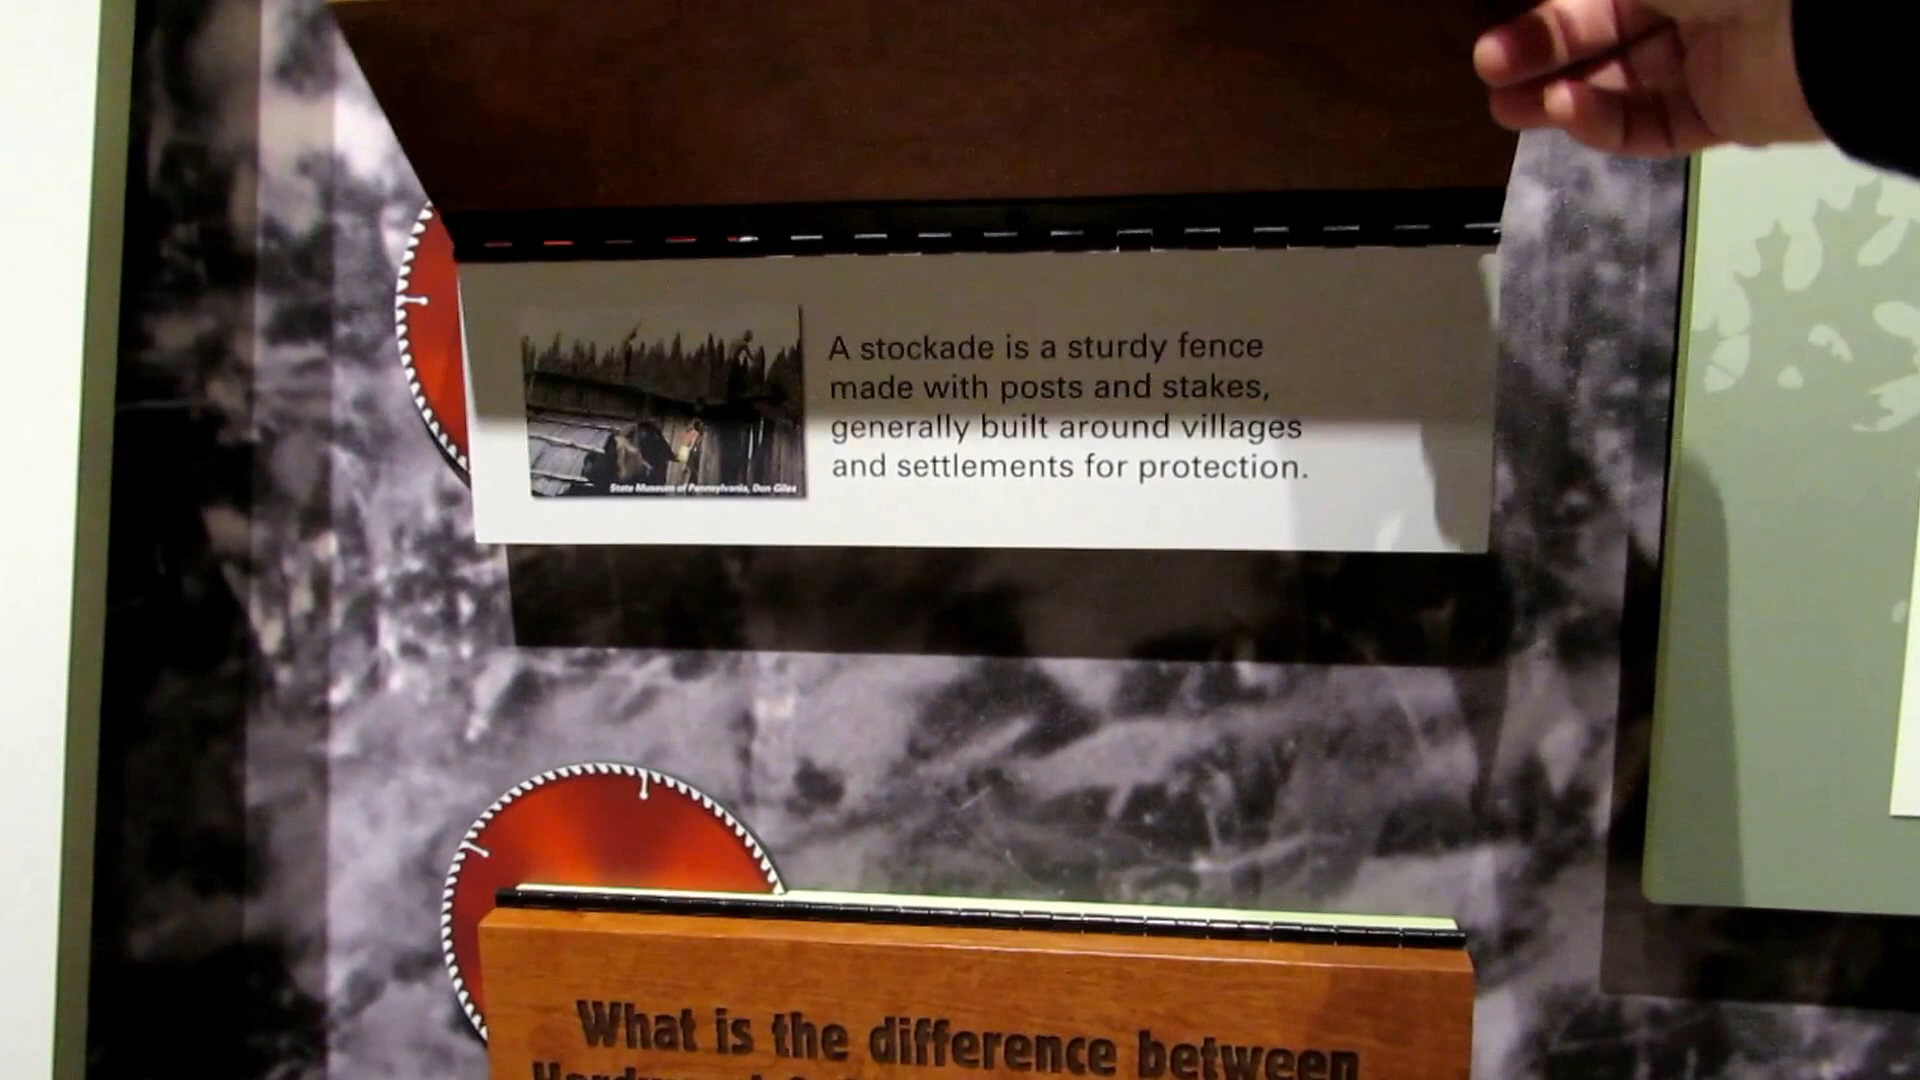 A stockade is a sturdy fence
made with posts and stakes,
generally built around villages
and settlements for protection.
State Museum of Pennsylvania, Don Giles
What is the difference between